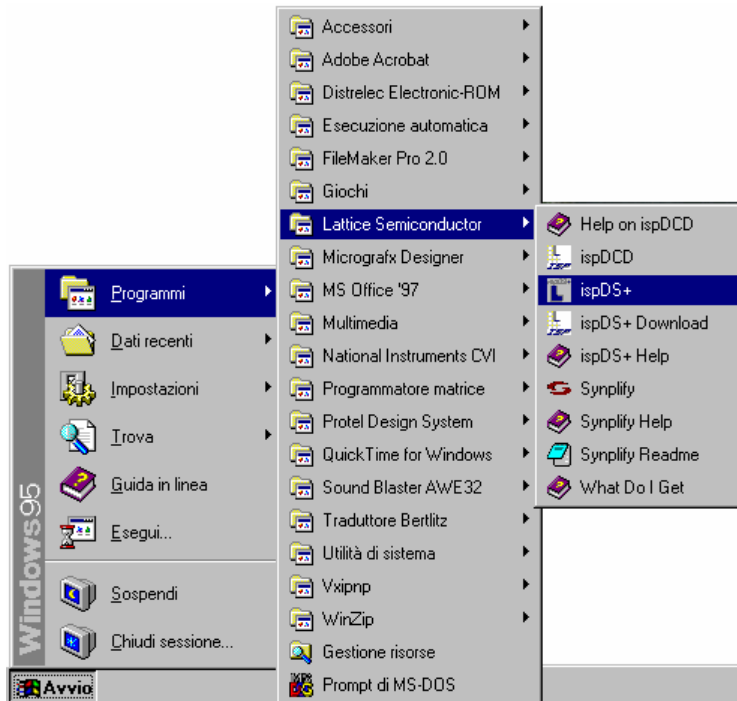 Accessori
Adobe Acrobat
Distrelec Electronic-ROM
Esecuzione automatica
FileMaker Pro 2.0
Giochi
Lattice Semiconductor
Micrografx Designer
MS Office '97
Multimedia
National Instruments CVI
Programmatore matrice
Protel Design System
QuickTime for Windows
Sound Blaster AWE32
Traduttore Bertlitz
Utilità di sistema
Vxipnp
WinZip
Gestione risorse
Prompt di MS-DOS
Help on ispDCD
ispDCD
ispDS+
ispDS+ Download
ispDS+ Help
Synplify
Synplify Help
Synplify Readme
What Do I Get
Programmi
Dati recenti
Impostazioni
Trova
Guida in linea
Esegui...
Sospendi
Chiudi sessione...
Windows95
Avvio